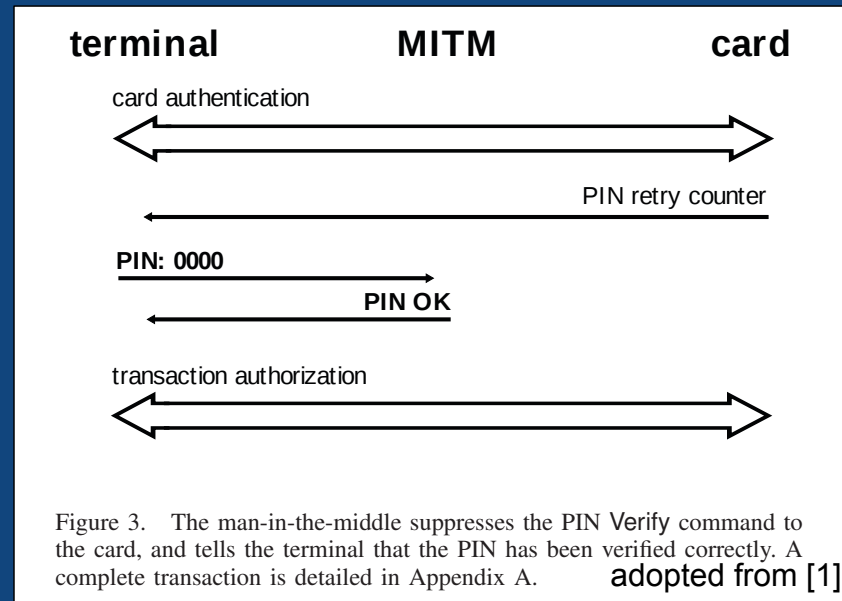 terminal MITM card
card authentication
PIN retry counter
PIN: 0000
PIN OK
transaction authorization
Figure 3. The man-in-the-middle suppresses the PIN Verify command to
the card, and tells the terminal that the PIN has been verified correctly. A
complete transaction is detailed in Appendix A. adopted from [1]